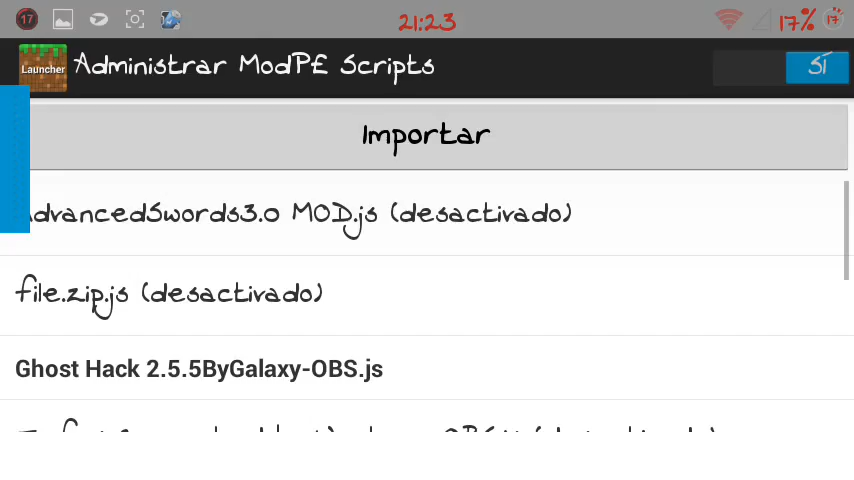 17 21:23 17% 17
Launcher Administrar ModPE Scripts SÍ
Importar
AdvancedSwords3.0 MOD.js (desactivado)
file.zip.js (desactivado)
Ghost Hack 2.5.5ByGalaxy-OBS.js